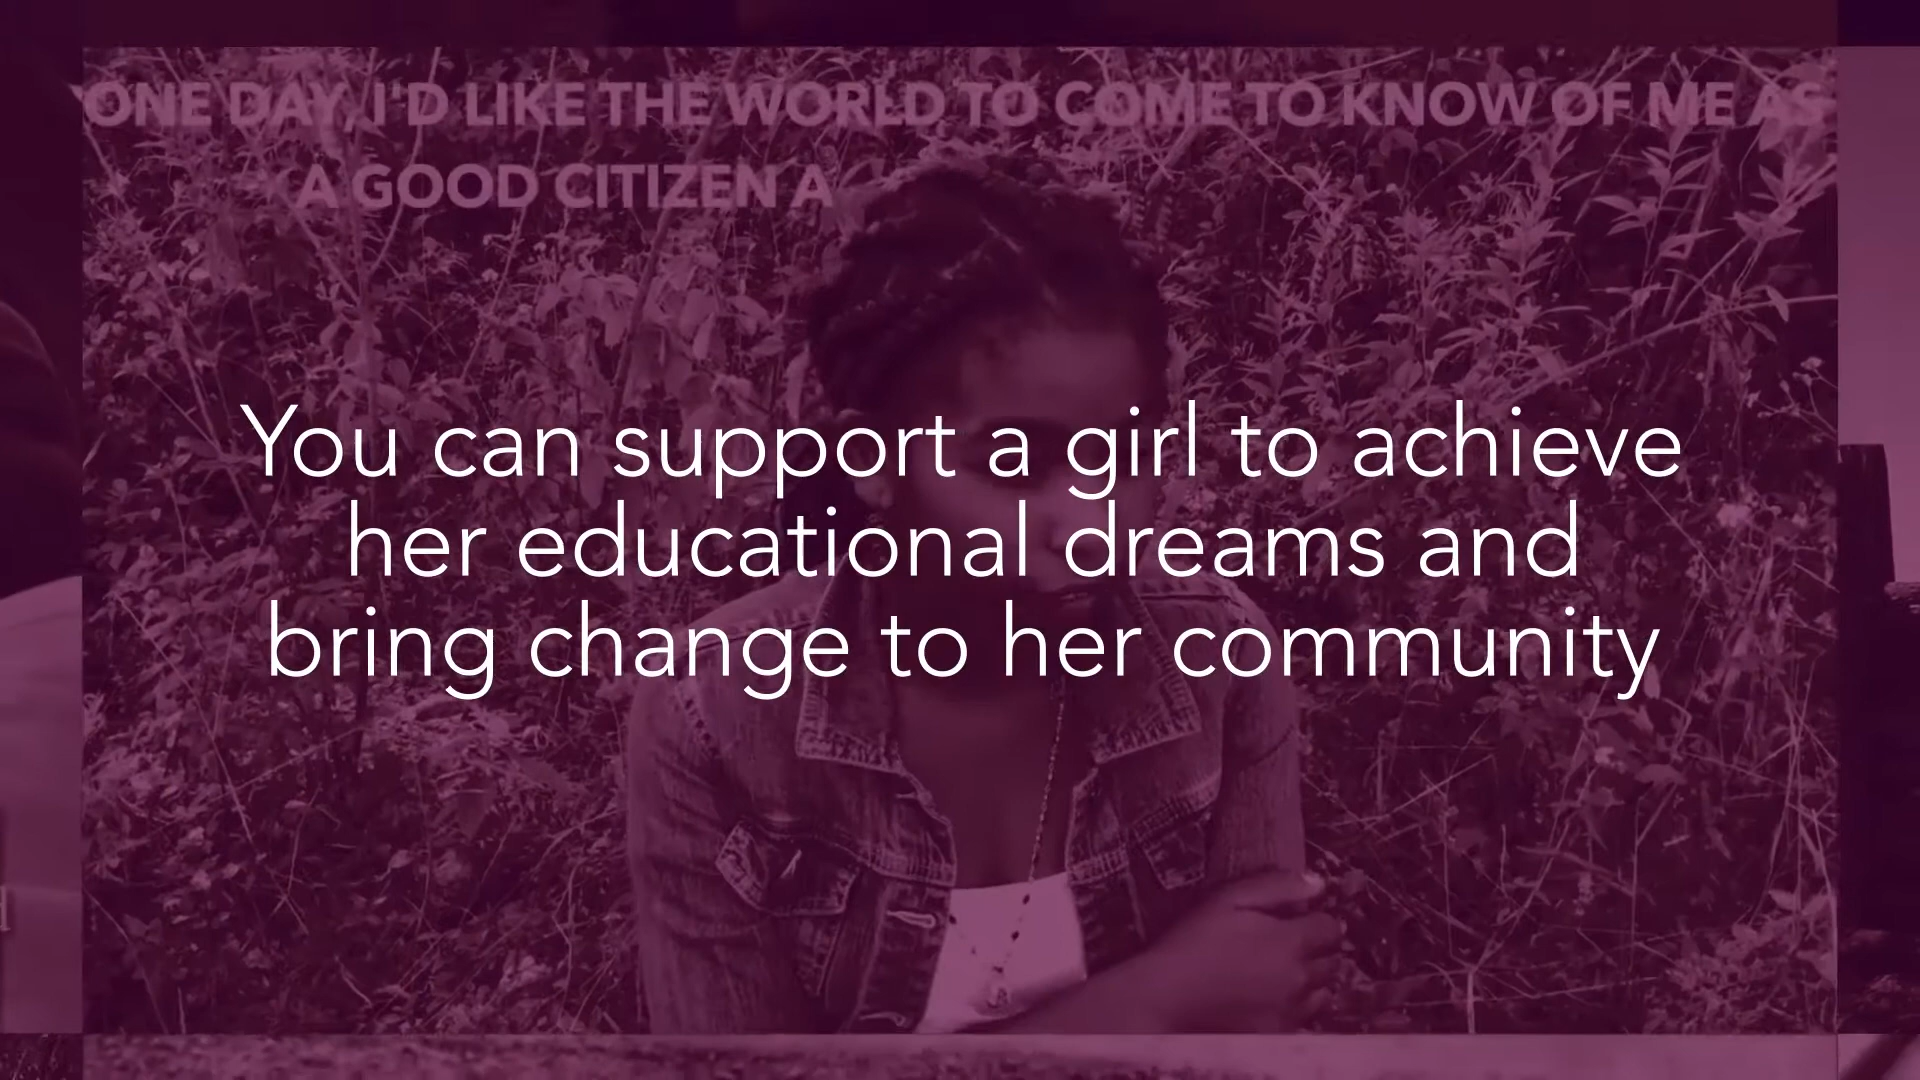 ONE DAY, I'D LIKE THE WORLD TO COME TO KNOW OF ME AS
A GOOD CITIZEN A
You can support a girl to achieve
her educational dreams and
bring change to her community